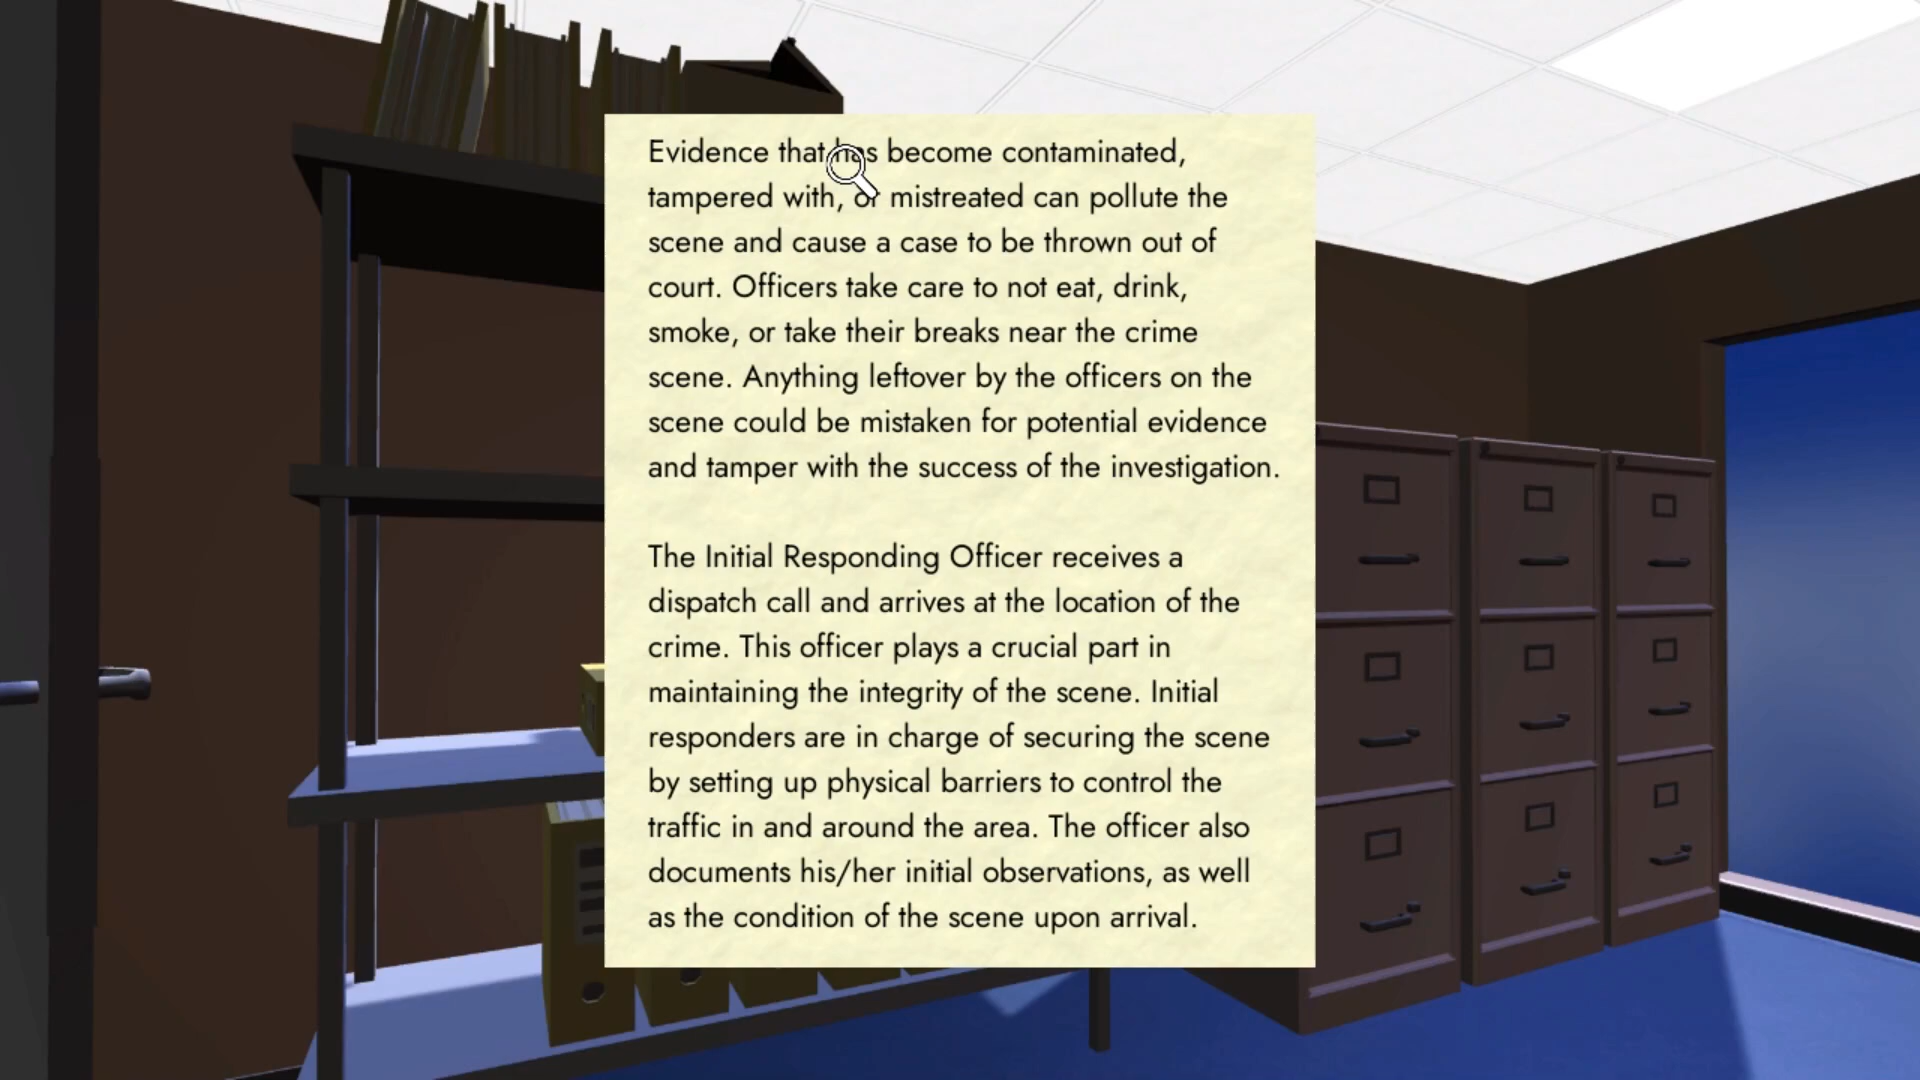 Evidence that has become contaminated,
tampered with, or mistreated can pollute the
scene and cause a case to be thrown out of
court. Officers take care to not eat, drink,
smoke, or take their breaks near the crime
scene. Anything leftover by the officers on the
scene could be mistaken for potential evidence
and tamper with the success of the investigation.
The Initial Responding Officer receives a
dispatch call and arrives at the location of the
crime. This officer plays a crucial part in
maintaining the integrity of the scene. Initial
responders are in charge of securing the scene
by setting up physical barriers to control the
traffic in and around the area. The officer also
documents his/her initial observations, as well
as the condition of the scene upon arrival.